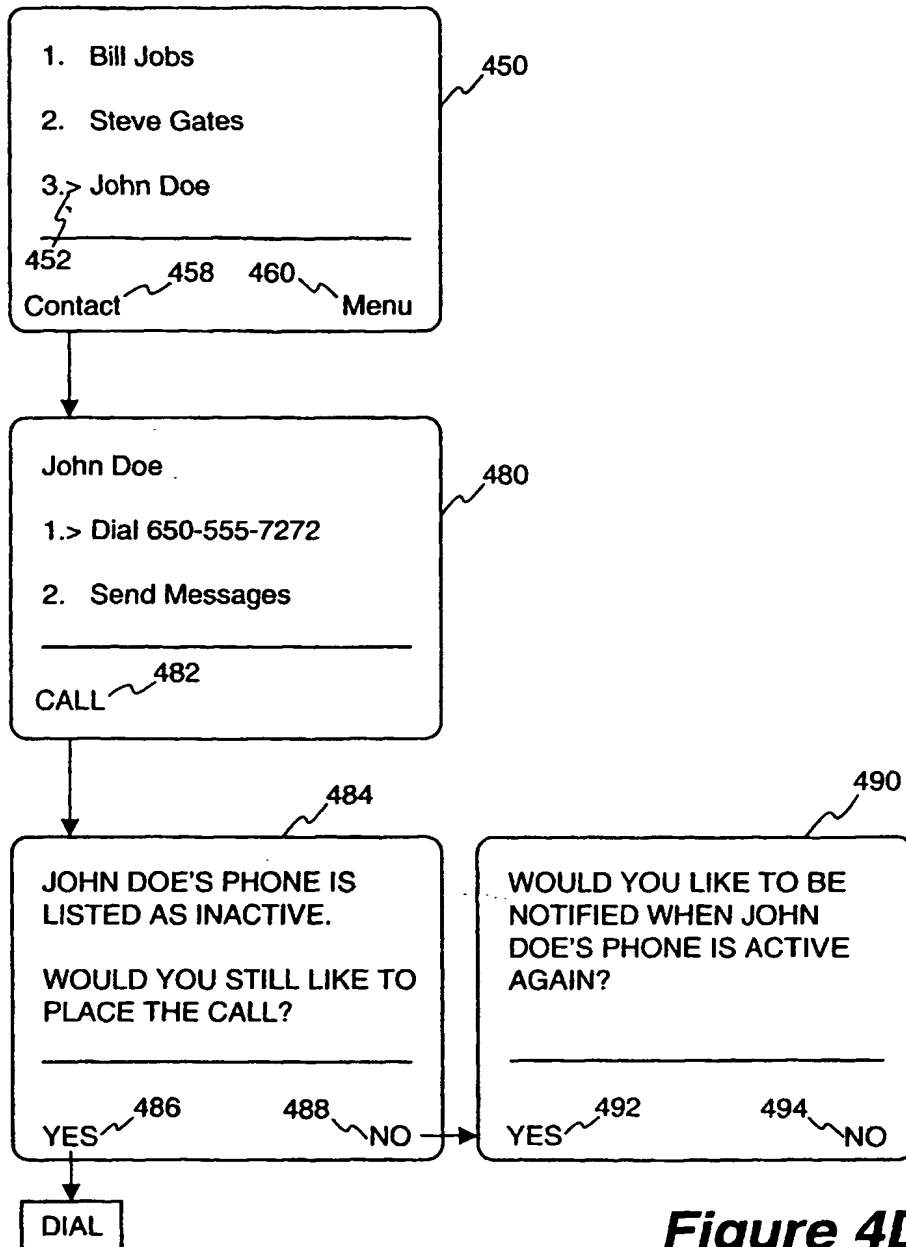 1. Bill Jobs
450
2. Steve Gates
3.> John Doe
452
458 460
Contact Menu
John Doe
480
1.> Dial 650-555-7272
2. Send Messages
482
CALL
484
490
JOHN DOE'S PHONE IS
LISTED AS INACTIVE.
WOULD YOU STILL LIKE TO
PLACE THE CALL?
486 488
YES NO
WOULD YOU LIKE TO BE
NOTIFIED WHEN JOHN
DOE'S PHONE IS ACTIVE
AGAIN?
492 494
YES NO
DIAL
Figure 4D